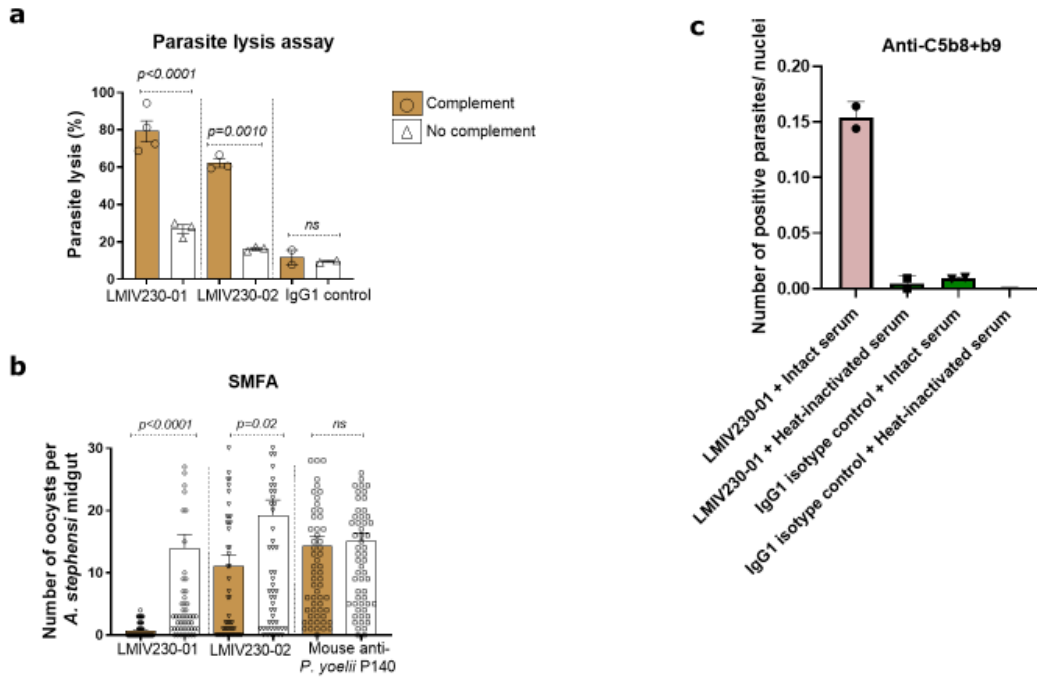 a
Parasite lysis assay
p<0.0001
p=0.0010
ns
Parasite lysis (%)
100
80
60
40
20
0
LMIV230-01
LMIV230-02
IgG1 control
Complement
No complement
b
SMFA
p<0.0001
p=0.02
ns
Number of oocysts per
A. stephensi midgut
30
20
10
0
LMIV230-01
LMIV230-02
Mouse anti-
P. yoelii P140
c
Anti-C5b8+b9
Number of positive parasites/ nuclei
0.20
0.15
0.10
0.05
0.00
LMIV230-01 + Intact serum
LMIV230-01 + Heat-inactivated serum
IgG1 isotype control + Intact serum
IgG1 isotype control + Heat-inactivated serum